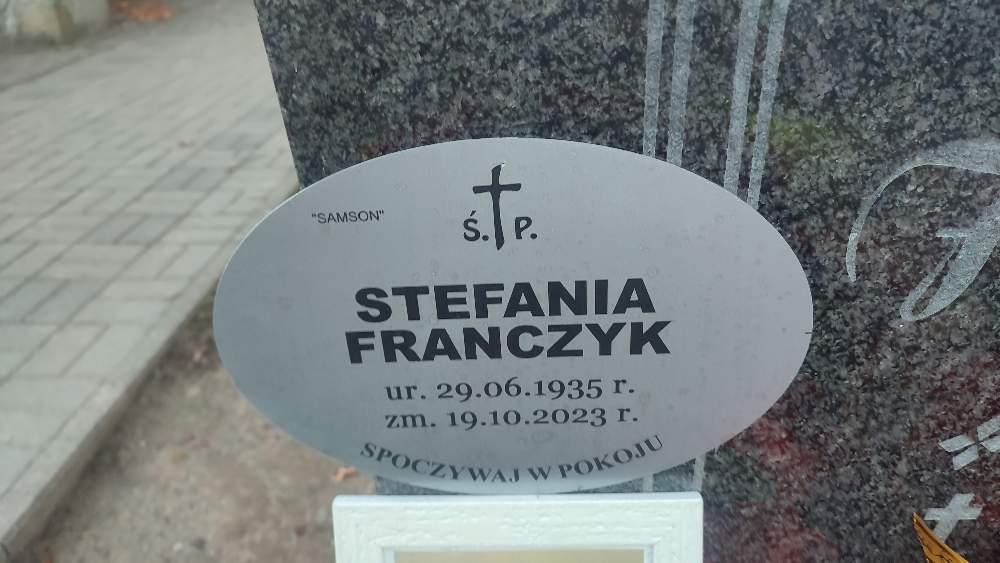 "SAMSON"
Ś. P.
STEFANIA
FRANCZYK
ur. 29.06.1935 r.
zm. 19.10.2023 r.
SPOCZYWAJ W POKOJU